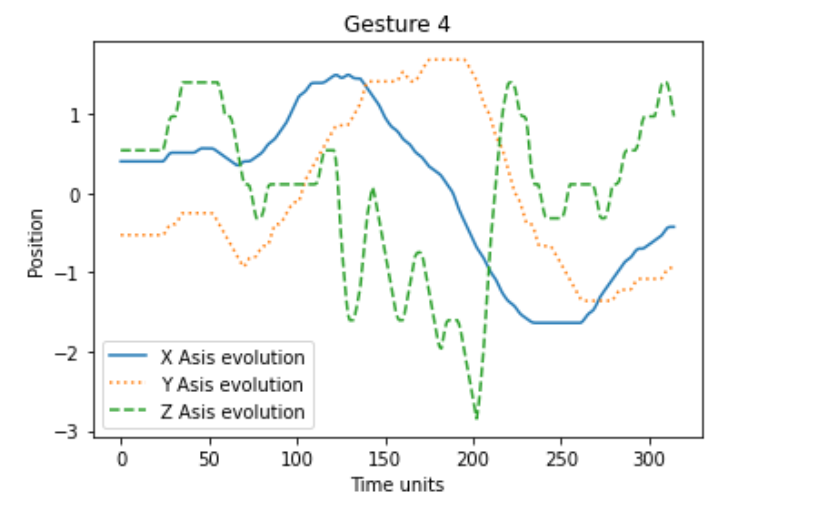 Gesture 4
Position
1
0
−1
−2
−3
X Asis evolution
Y Asis evolution
Z Asis evolution
0 50 100 150 200 250 300
Time units